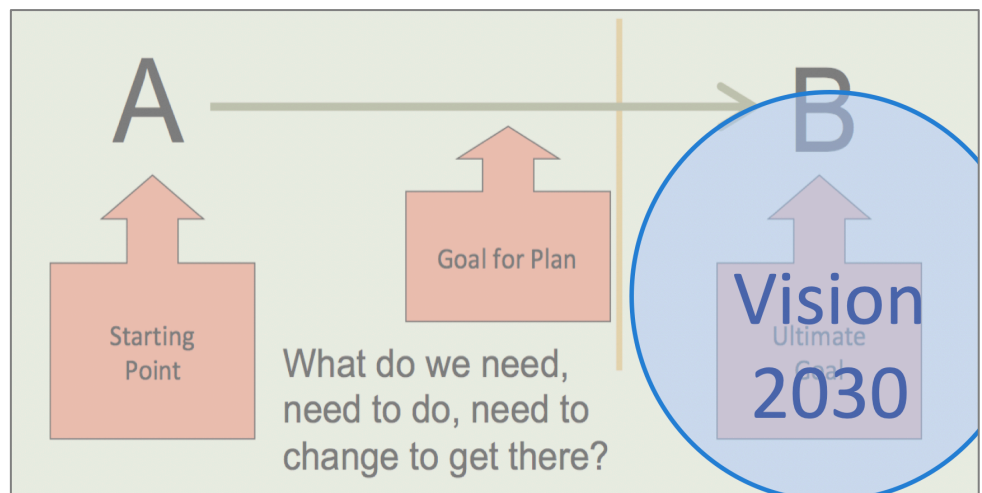 A
B
Goal for Plan
Starting
Point
What do we need,
need to do, need to
change to get there?
Ultimate
Goal
Vision
2030